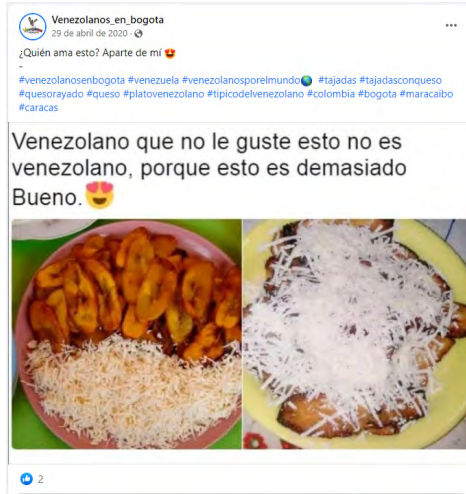 Venezolanos_en_bogota
29 de abril de 2020 ·
¿Quién ama esto? Aparte de mí 😍
-
#venezolanosenbogota #venezuela #venezolanosporelmundo🌎 #tajadas #tajadasconqueso
#quesorayado #queso #platovenezolano #tipicodelvenezolano #colombia #bogota #maracaibo
#caracas
Venezolano que no le guste esto no es
venezolano, porque esto es demasiado
Bueno.😍
2